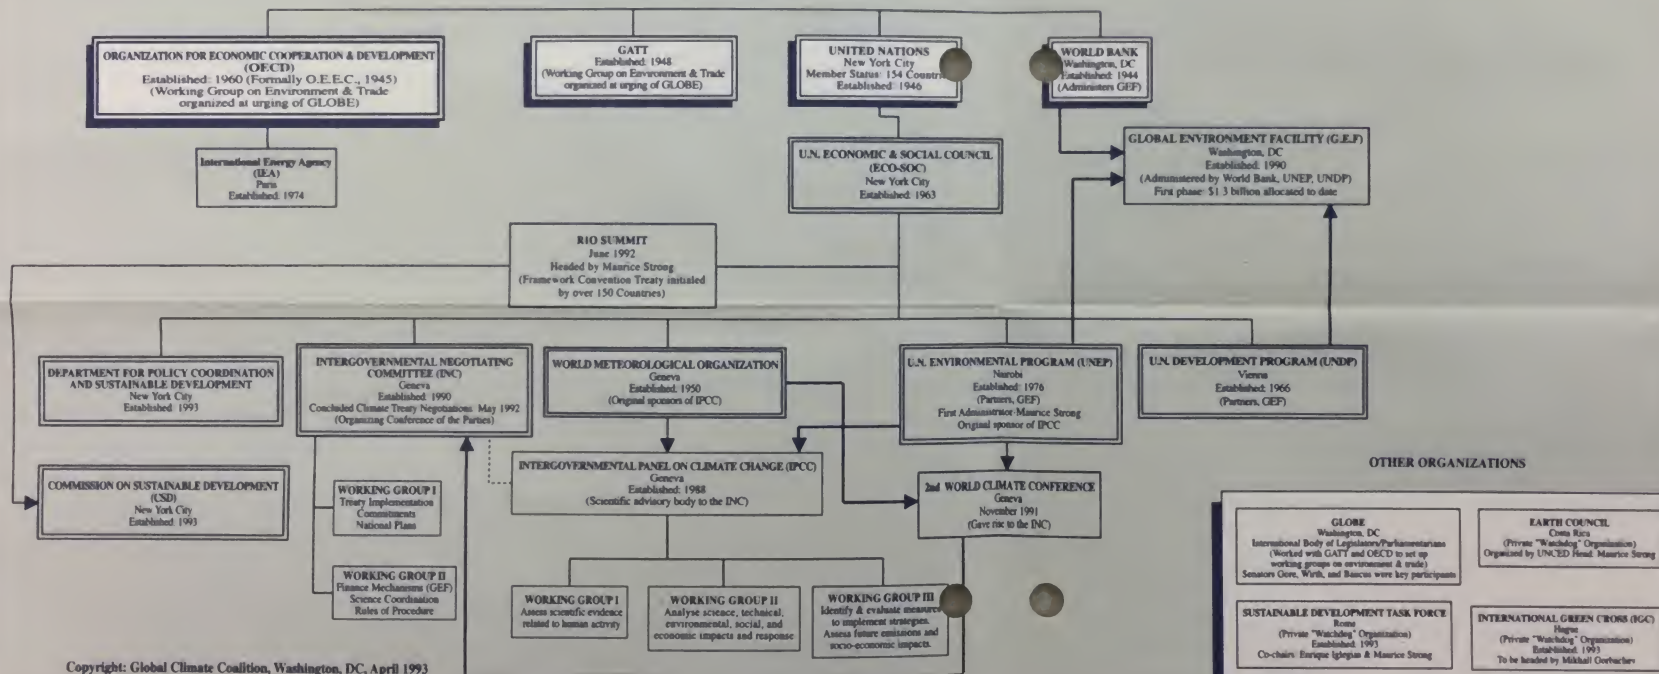 ORGANIZATION FOR ECONOMIC COOPERATION & DEVELOPMENT
(OECD)
Established: 1960 (Formally O.E.E.C., 1945)
(Working Group on Environment & Trade
organized at urging of GLOBE)
GATT
Established: 1948
(Working Group on Environment & Trade
organized at urging of GLOBE)
UNITED NATIONS
New York City
Member Status: 154 Countri
Established: 1946
WORLD BANK
Washington, DC
Established: 1944
(Administers GEF)
International Energy Agency
(IEA)
Paris
Established: 1974
U.N. ECONOMIC & SOCIAL COUNCIL
(ECO-SOC)
New York City
Established: 1963
GLOBAL ENVIRONMENT FACILITY (G.E.F)
Washington, DC
Established: 1990
(Administered by World Bank, UNEP, UNDP)
First phase: $1.3 billion allocated to date
RIO SUMMIT
June 1992
Headed by Maurice Strong
(Framework Convention Treaty initialed
by over 150 Countries)
DEPARTMENT FOR POLICY COORDINATION
AND SUSTAINABLE DEVELOPMENT
New York City
Established: 1993
INTERGOVERNMENTAL NEGOTIATING
COMMITTEE (INC)
Geneva
Established: 1990
Concluded Climate Treaty Negotiations: May 1992
(Organizing Conference of the Parties)
WORLD METEOROLOGICAL ORGANIZATION
Geneva
Established: 1950
(Original sponsors of IPCC)
U.N. ENVIRONMENTAL PROGRAM (UNEP)
Nairobi
Established: 1976
(Partners, GEF)
First Administrator-Maurice Strong
Original sponsor of IPCC
U.N. DEVELOPMENT PROGRAM (UNDP)
Vienna
Established: 1966
(Partners, GEF)
COMMISSION ON SUSTAINABLE DEVELOPMENT
(USD)
New York City
Established: 1993
WORKING GROUP I
Treaty Implementation
Commitments
National Plans
WORKING GROUP II
Finance Mechanisms (GEF)
Science Coordination
Rules of Procedure
INTERGOVERNMENTAL PANEL ON CLIMATE CHANGE (IPCC)
Geneva
Established: 1988
(Scientific advisory body to the INC)
2nd WORLD CLIMATE CONFERENCE
Geneva
November 1991
(Gave rise to the INC)
WORKING GROUP I
Assess scientific evidence
related to human activity
WORKING GROUP II
Analyse science, technical,
environmental, social, and
economic impacts and response
WORKING GROUP III
Identify & evaluate measures
to implement strategies.
Assess future emissions and
socio-economic impacts.
OTHER ORGANIZATIONS
GLOBE
Washington, DC
International Body of Legislators/Parliamentarians
(Worked with GATT and OECD to set up
working groups on environment & trade)
Senators Gore, Wirth, and Baucus were key participants
EARTH COUNCIL
Costa Rica
(Private "Watchdog" Organization)
Organized by UNCED Head: Maurice Strong
SUSTAINABLE DEVELOPMENT TASK FORCE
Rome
(Private "Watchdog" Organization)
Established: 1993
Co-chairs: Enrique Iglegias & Maurice Strong
INTERNATIONAL GREEN CROSS (IGC)
Hague
(Private "Watchdog" Organization)
Established: 1993
To be headed by Mikhall Gorbachev
Copyright: Global Climate Coalition, Washington, DC, April 1993